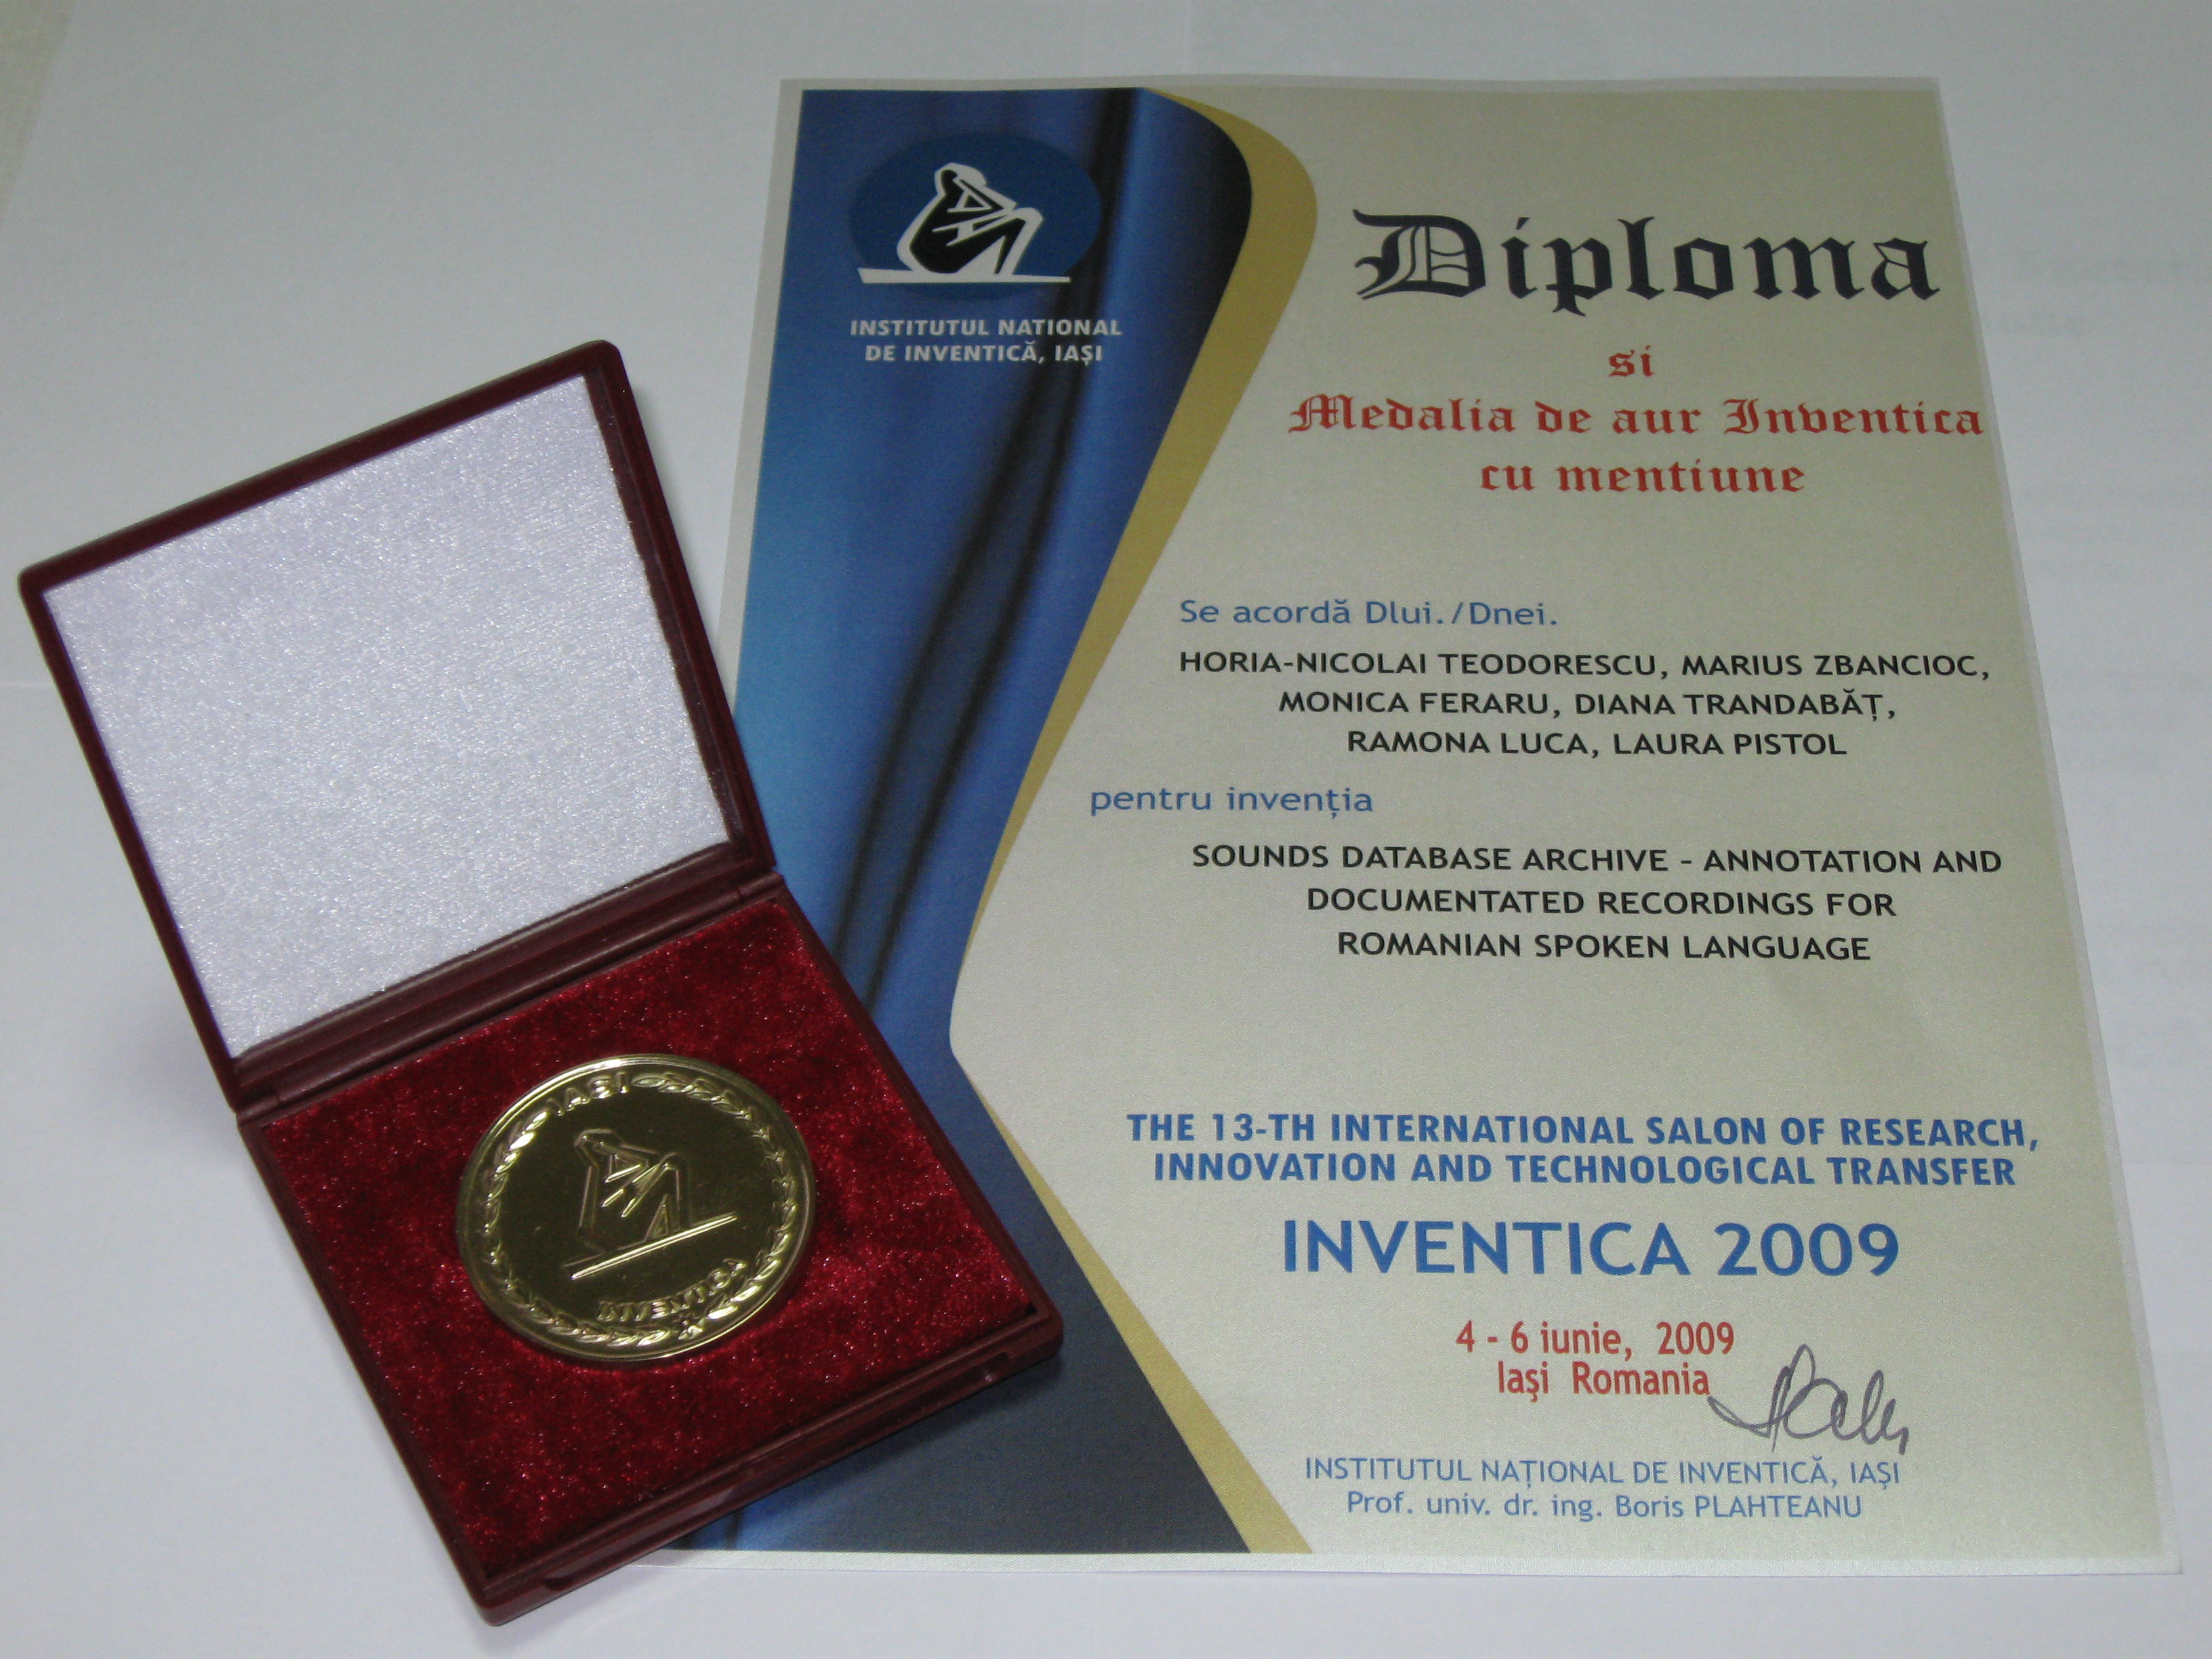 INSTITUTUL NATIONAL
DE INVENTICĂ, IAŞI
Diploma
si
Medalia de aur Inventica
cu mentiune
Se acordă Dlui./Dnei.
HORIA-NICOLAI TEODORESCU, MARIUS ZBANCIOC,
MONICA FERARU, DIANA TRANDABĂŢ,
RAMONA LUCA, LAURA PISTOL
pentru invenţia
SOUNDS DATABASE ARCHIVE - ANNOTATION AND
DOCUMENTATED RECORDINGS FOR
ROMANIAN SPOKEN LANGUAGE
THE 13-TH INTERNATIONAL SALON OF RESEARCH,
INNOVATION AND TECHNOLOGICAL TRANSFER
INVENTICA 2009
4 - 6 iunie, 2009
Iaşi Romania
INSTITUTUL NAŢIONAL DE INVENTICĂ, IAŞI
Prof. univ. dr. ing. Boris PLAHTEANU
IASI
INVENTICA